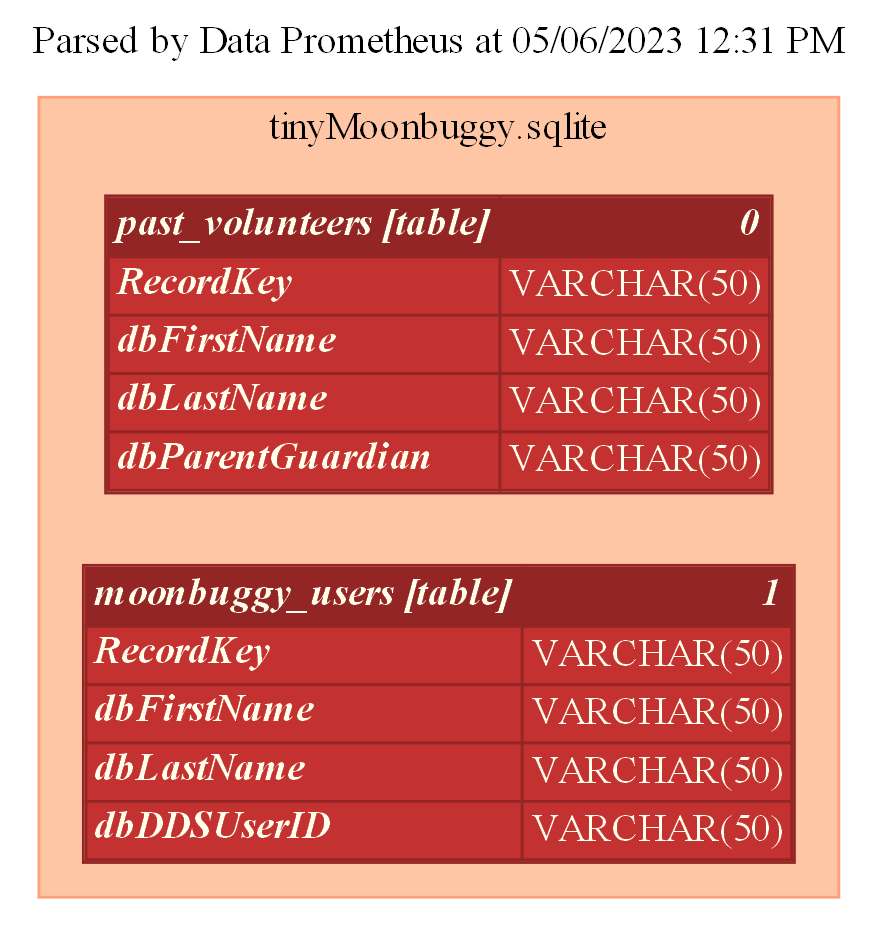 Parsed by Data Prometheus at 05/06/2023 12:31 PM
tinyMoonbuggy.sqlite
past_volunteers [table] 0
RecordKey VARCHAR(50)
dbFirstName VARCHAR(50)
dbLastName VARCHAR(50)
dbParentGuardian VARCHAR(50)
moonbuggy_users [table] 1
RecordKey VARCHAR(50)
dbFirstName VARCHAR(50)
dbLastName VARCHAR(50)
dbDDSUserID VARCHAR(50)